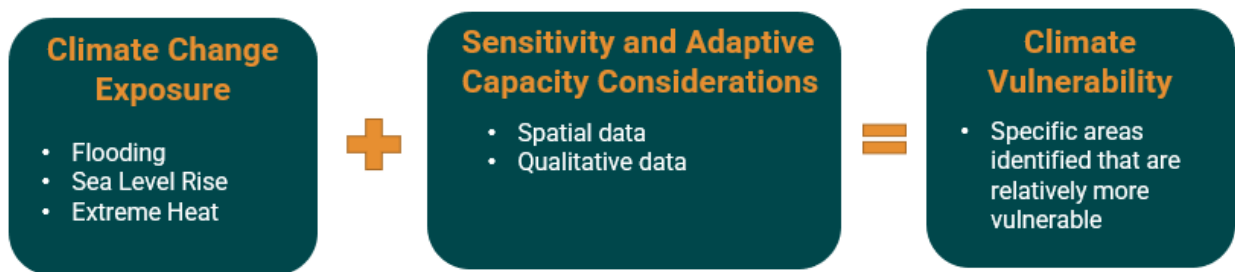 Climate Change
Exposure
• Flooding
• Sea Level Rise
• Extreme Heat
+
Sensitivity and Adaptive
Capacity Considerations
• Spatial data
• Qualitative data
=
Climate
Vulnerability
• Specific areas
identified that are
relatively more
vulnerable